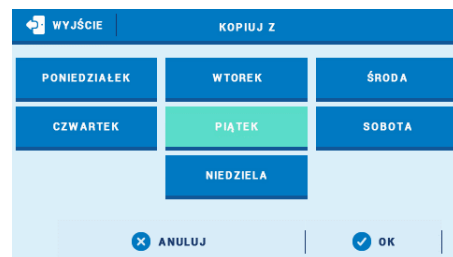 WYJŚCIE KOPIUJ Z
PONIEDZIAŁEK WTOREK ŚRODA
CZWARTEK PIĄTEK SOBOTA
NIEDZIELA
ANULUJ OK